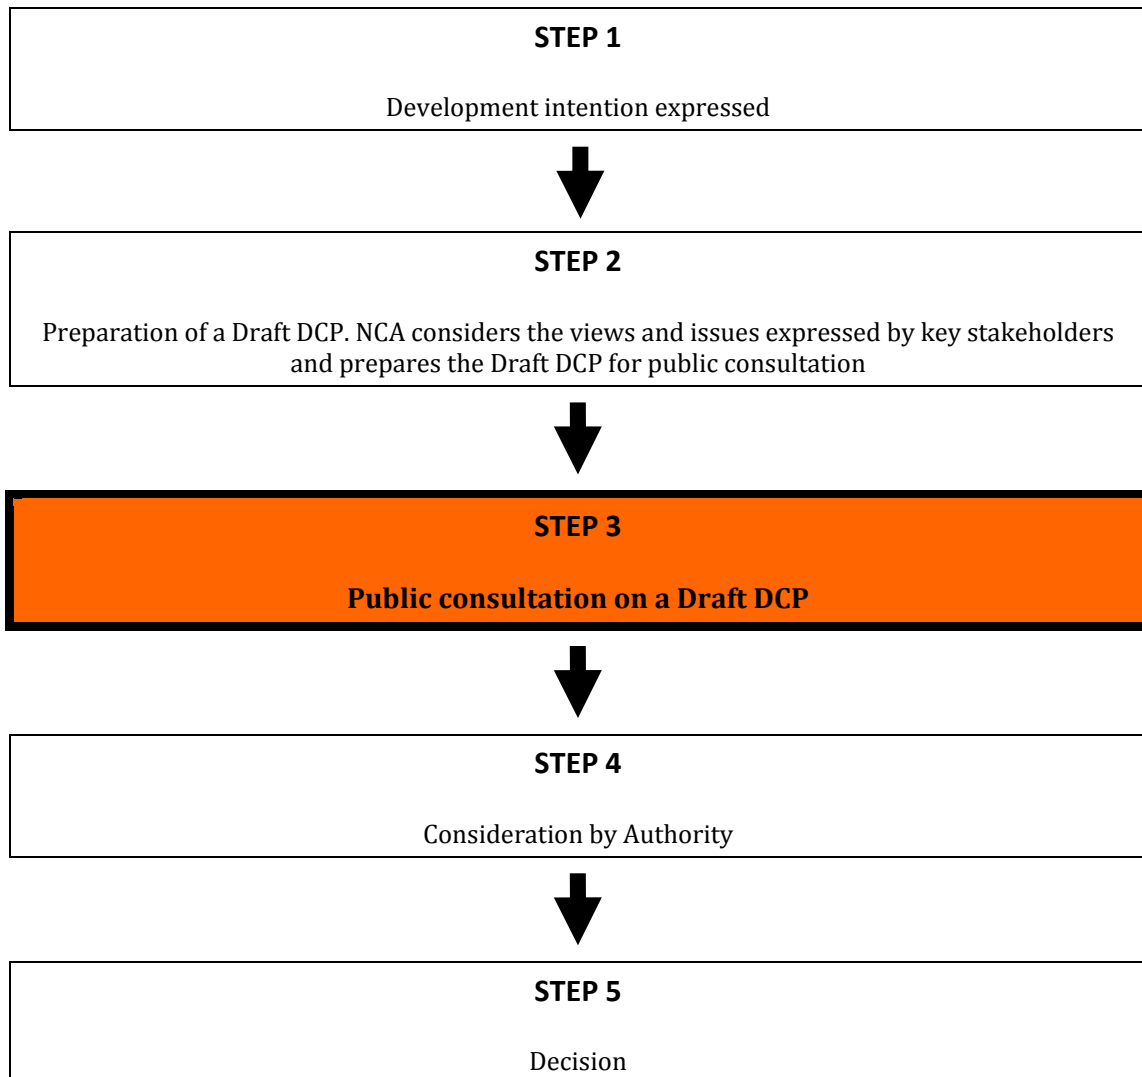 STEP 1
Development intention expressed
STEP 2
Preparation of a Draft DCP. NCA considers the views and issues expressed by key stakeholders
and prepares the Draft DCP for public consultation
STEP 3
Public consultation on a Draft DCP
STEP 4
Consideration by Authority
STEP 5
Decision